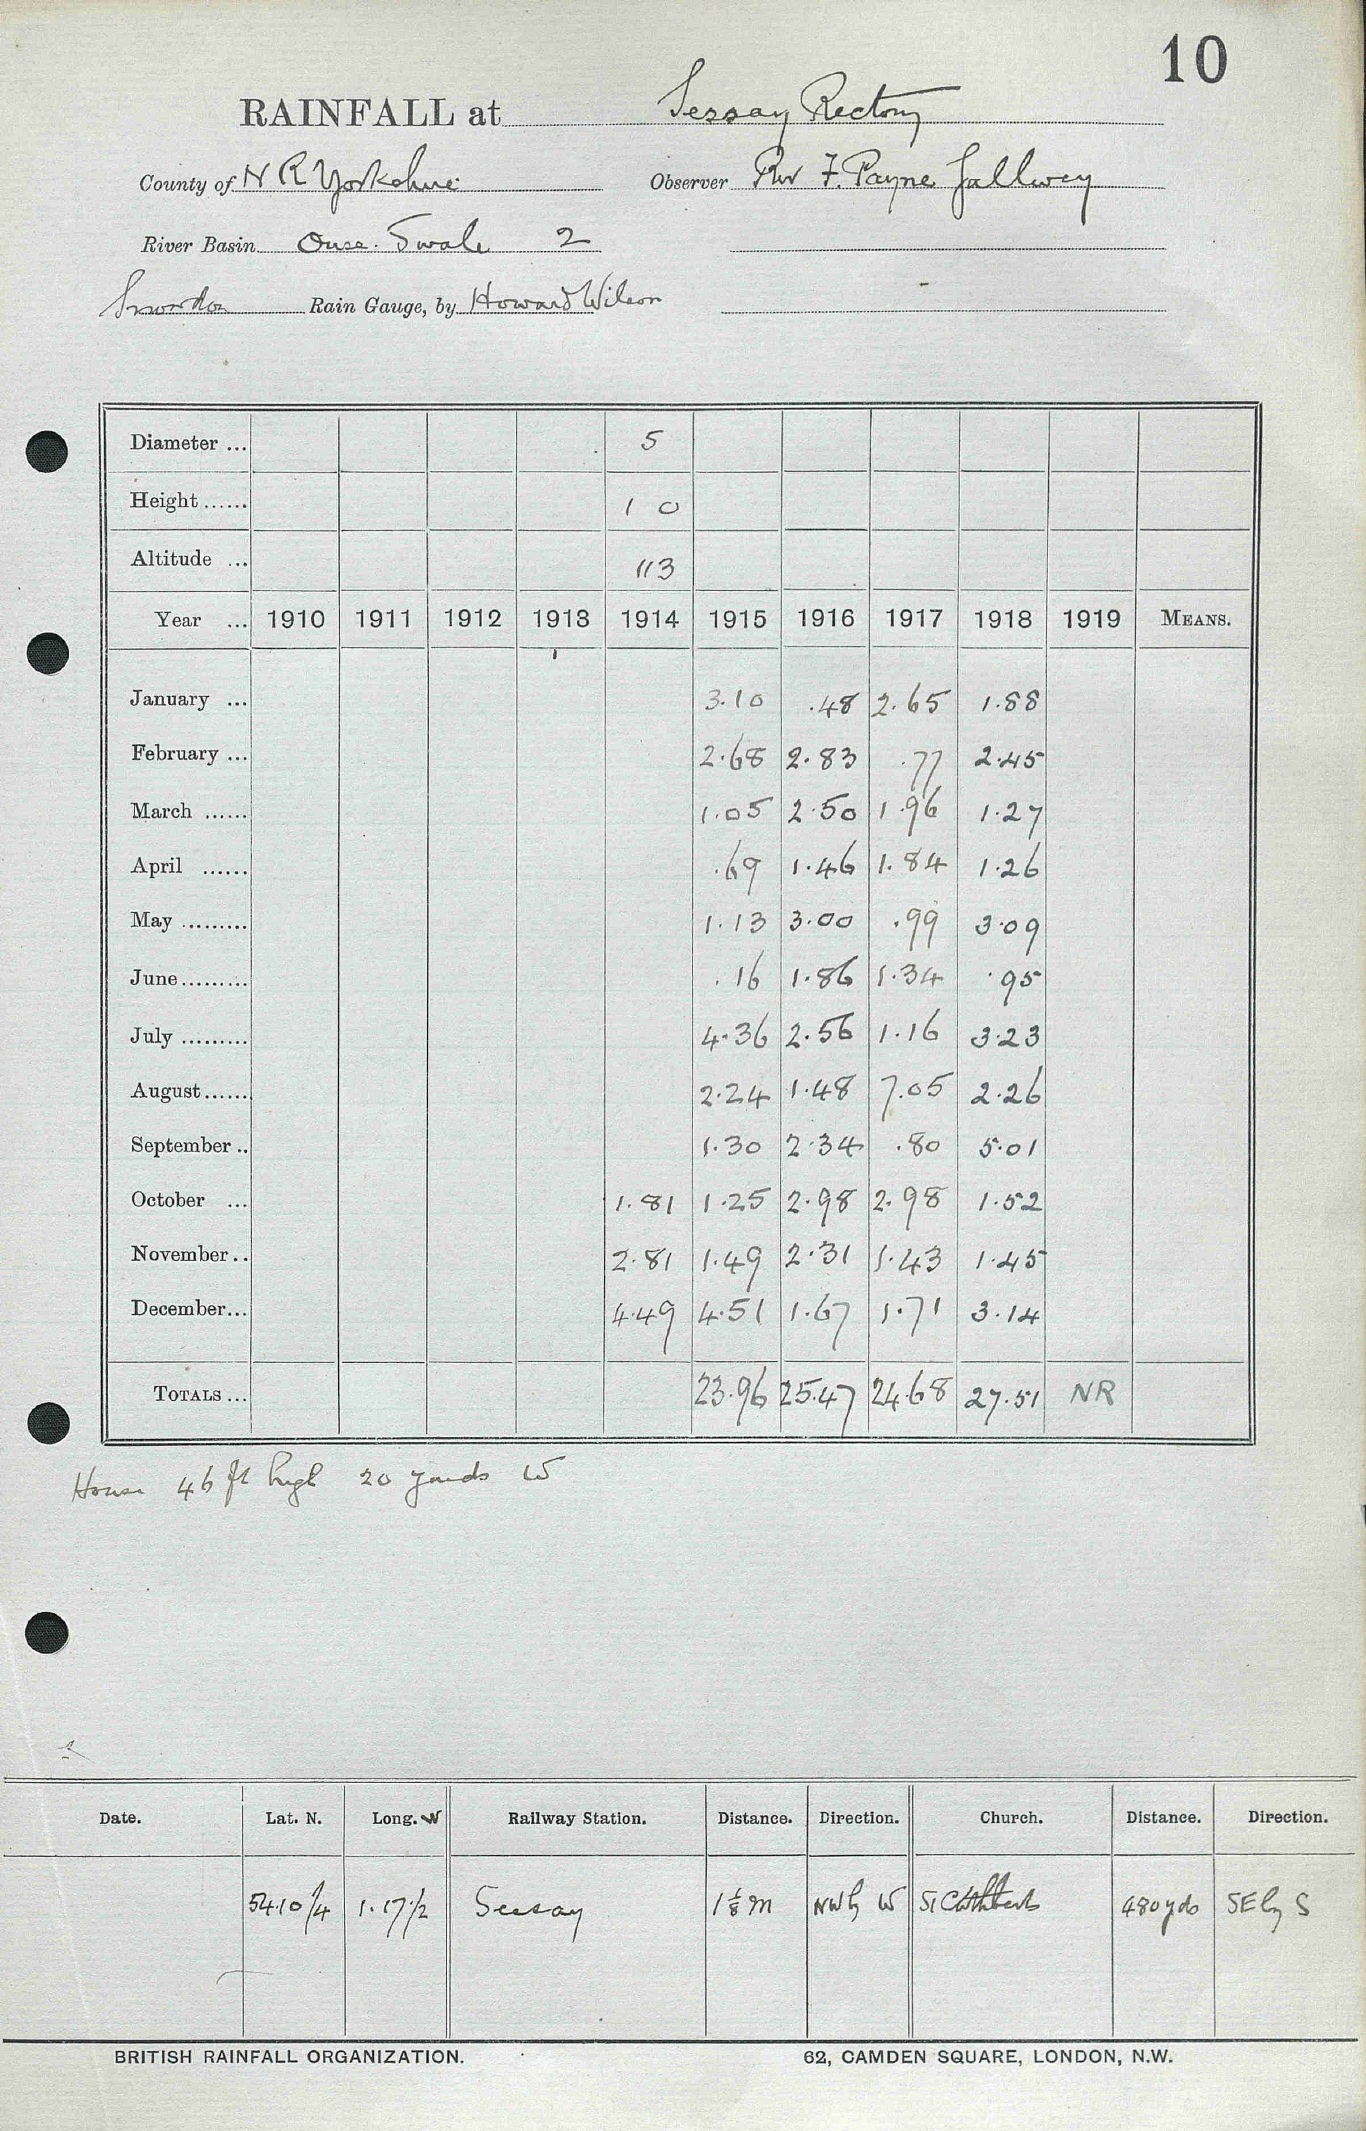 10
RAINFALL at Sessay Rectory
County of N R Yorkshire Observer Rev F. Payne Gallwey
River Basin Ouse. Swale 2
Snowdon Rain Gauge, by Howard Wilson
Diameter ... 5
Height ...... 1 0
Altitude ... 113
Year ... 1910 1911 1912 1913 1914 1915 1916 1917 1918 1919 MEANS.
January ... 3.10 .48 2.65 1.88
February ... 2.68 2.83 .77 2.45
March ...... 1.05 2.50 1.96 1.27
April ...... .69 1.46 1.84 1.26
May ......... 1.13 3.00 .99 3.09
June ......... .16 1.86 1.34 .95
July ......... 4.36 2.56 1.16 3.23
August ...... 2.24 1.48 7.05 2.26
September .. 1.30 2.34 .80 5.01
October ... 1.81 1.25 2.98 2.98 1.52
November .. 2.81 1.49 2.31 1.43 1.45
December ... 4.49 4.51 1.67 1.71 3.14
TOTALS ... 23.96 25.47 24.68 27.51 NR
House 46 ft high 20 yards W
Date. Lat. N. Long. W Railway Station. Distance. Direction. Church. Distance. Direction.
54.10 1/4 1.17 1/2 Sessay 1 1/8 m NW by W St Cuthberts 480 yds SE by S
BRITISH RAINFALL ORGANIZATION. 62, CAMDEN SQUARE, LONDON, N.W.